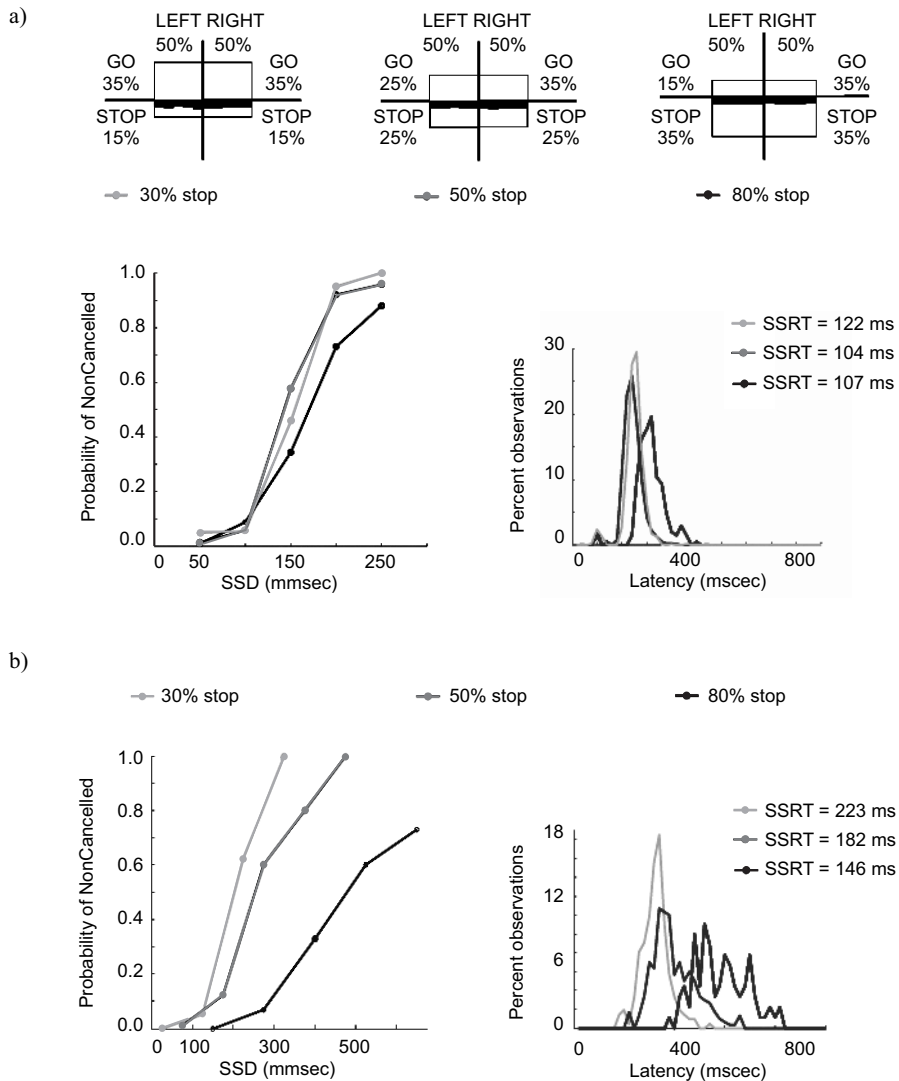 a)
LEFT RIGHT LEFT RIGHT LEFT RIGHT
50% 50% 50% 50% 50% 50%
GO GO GO GO GO GO
35% 35% 25% 35% 15% 35%
STOP STOP STOP STOP STOP STOP
15% 15% 25% 25% 35% 35%
30% stop 50% stop 80% stop
Probability of NonCancelled
1.0
0.8
0.6
0.4
0.2
0.0
0 50 150 250
SSD (mmsec)
SSRT = 122 ms
SSRT = 104 ms
SSRT = 107 ms
Percent observations
30
20
10
0
0 400 800
Latency (mscec)
b)
30% stop 50% stop 80% stop
Probability of NonCancelled
1.0
0.8
0.6
0.4
0.2
0.0
0 100 300 500
SSD (mmsec)
SSRT = 223 ms
SSRT = 182 ms
SSRT = 146 ms
Percent observations
18
12
6
0
0 400 800
Latency (mscec)